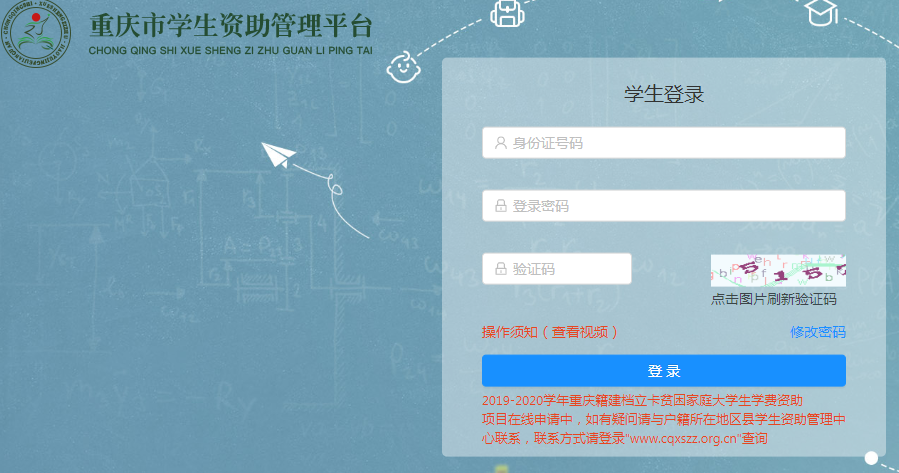 重庆市学生资助管理平台
CHONG QING SHI XUE SHENG ZI ZHU GUAN LI PING TAI
学生登录
身份证号码
登录密码
验证码
点击图片刷新验证码
操作须知（查看视频）
修改密码
登 录
2019-2020学年重庆籍建档立卡贫困家庭大学生学费资助
项目在线申请中，如有疑问请与户籍所在地区县学生资助管理中
心联系，联系方式请登录"www.cqxszz.org.cn"查询